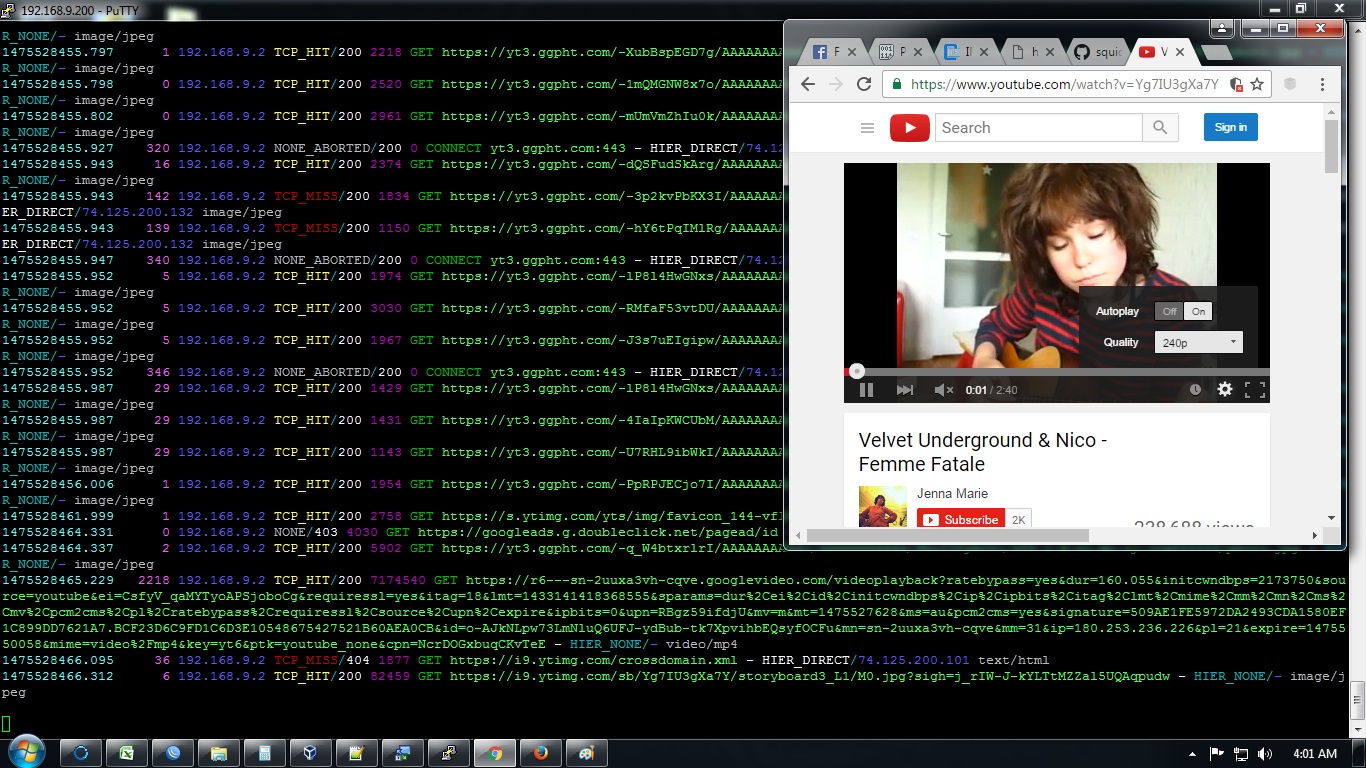 192.168.9.200 - PuTTY
R_NONE/- image/jpeg
1475528455.797 1 192.168.9.2 TCP_HIT/200 2218 GET https://yt3.ggpht.com/-XubBspEGD7g/AAAAAAA
R_NONE/- image/jpeg
1475528455.798 0 192.168.9.2 TCP_HIT/200 2520 GET https://yt3.ggpht.com/-1mQMGNW8x7o/AAAAAAA
R_NONE/- image/jpeg
1475528455.802 0 192.168.9.2 TCP_HIT/200 2961 GET https://yt3.ggpht.com/-mUmVmZhIu0k/AAAAAAA
R_NONE/- image/jpeg
1475528455.927 320 192.168.9.2 NONE_ABORTED/200 0 CONNECT yt3.ggpht.com:443 - HIER_DIRECT/74.12
1475528455.943 16 192.168.9.2 TCP_HIT/200 2374 GET https://yt3.ggpht.com/-dQSFudSkArg/AAAAAAA
R_NONE/- image/jpeg
1475528455.943 142 192.168.9.2 TCP_MISS/200 1834 GET https://yt3.ggpht.com/-3p2kvPbKX3I/AAAAAAA
ER_DIRECT/74.125.200.132 image/jpeg
1475528455.943 139 192.168.9.2 TCP_MISS/200 1150 GET https://yt3.ggpht.com/-hY6tPqIMlRg/AAAAAAA
ER_DIRECT/74.125.200.132 image/jpeg
1475528455.947 340 192.168.9.2 NONE_ABORTED/200 0 CONNECT yt3.ggpht.com:443 - HIER_DIRECT/74.12
1475528455.952 5 192.168.9.2 TCP_HIT/200 1974 GET https://yt3.ggpht.com/-lP8l4HwGNxs/AAAAAAA
R_NONE/- image/jpeg
1475528455.952 5 192.168.9.2 TCP_HIT/200 3030 GET https://yt3.ggpht.com/-RMfaF53vtDU/AAAAAAA
R_NONE/- image/jpeg
1475528455.952 5 192.168.9.2 TCP_HIT/200 1967 GET https://yt3.ggpht.com/-J3s7uEIgipw/AAAAAAA
R_NONE/- image/jpeg
1475528455.952 346 192.168.9.2 NONE_ABORTED/200 0 CONNECT yt3.ggpht.com:443 - HIER_DIRECT/74.12
1475528455.987 29 192.168.9.2 TCP_HIT/200 1429 GET https://yt3.ggpht.com/-lP8l4HwGNxs/AAAAAAA
R_NONE/- image/jpeg
1475528455.987 29 192.168.9.2 TCP_HIT/200 1431 GET https://yt3.ggpht.com/-4IaIpKWCUbM/AAAAAAA
R_NONE/- image/jpeg
1475528455.987 29 192.168.9.2 TCP_HIT/200 1143 GET https://yt3.ggpht.com/-U7RHL9ibWkI/AAAAAAA
R_NONE/- image/jpeg
1475528456.006 1 192.168.9.2 TCP_HIT/200 1954 GET https://yt3.ggpht.com/-PpRPJECjo7I/AAAAAAA
R_NONE/- image/jpeg
1475528461.999 1 192.168.9.2 TCP_HIT/200 2758 GET https://s.ytimg.com/yts/img/favicon_144-vfl
1475528464.331 0 192.168.9.2 NONE/403 4030 GET https://googleads.g.doubleclick.net/pagead/id
1475528464.337 2 192.168.9.2 TCP_HIT/200 5902 GET https://yt3.ggpht.com/-q_W4btxrlrI/AAAAAAA
R_NONE/- image/jpeg
1475528465.229 2218 192.168.9.2 TCP_HIT/200 7174540 GET https://r6---sn-2uuxa3vh-cqve.googlevideo.com/videoplayback?ratebypass=yes&dur=160.055&initcwndbps=2173750&sou
rce=youtube&ei=CsfyV_qaMYTyoAPSjoboCg&requiressl=yes&itag=18&lmt=1433141418368555&sparams=dur%2Cei%2Cid%2Cinitcwndbps%2Cip%2Cipbits%2Citag%2Clmt%2Cmime%2Cmm%2Cmn%2Cms%2
Cmv%2Cpcm2cms%2Cpl%2Cratebypass%2Crequiressl%2Csource%2Cupn%2Cexpire&ipbits=0&upn=RBgz59ifdjU&mv=m&mt=1475527628&ms=au&pcm2cms=yes&signature=509AE1FE5972DA2493CDA1580EF
1C899DD7621A7.BCF23D6C9FD1C6D3E10548675427521B60AEA0CB&id=o-AJkNLpw73LmNluQ6UFJ-ydBub-tk7XpvihbEQsyfOCFu&mn=sn-2uuxa3vh-cqve&mm=31&ip=180.253.236.226&pl=21&expire=14755
50058&mime=video%2Fmp4&key=yt6&ptk=youtube_none&cpn=NcrDOGxbuqCKvTeE - HIER_NONE/- video/mp4
1475528466.095 36 192.168.9.2 TCP_MISS/404 1877 GET https://i9.ytimg.com/crossdomain.xml - HIER_DIRECT/74.125.200.101 text/html
1475528466.312 6 192.168.9.2 TCP_HIT/200 82459 GET https://i9.ytimg.com/sb/Yg7IU3gXa7Y/storyboard3_L1/M0.jpg?sigh=j_rIW-J-kYLTtMZZal5UQAqpudw - HIER_NONE/- image/j
peg
F
P
squid
V
https://www.youtube.com/watch?v=Yg7IU3gXa7Y
Search
Sign in
Autoplay Off On
Quality 240p
0:01 / 2:40
Velvet Underground & Nico -
Femme Fatale
Jenna Marie
Subscribe 2K
238,688 views
4:01 AM